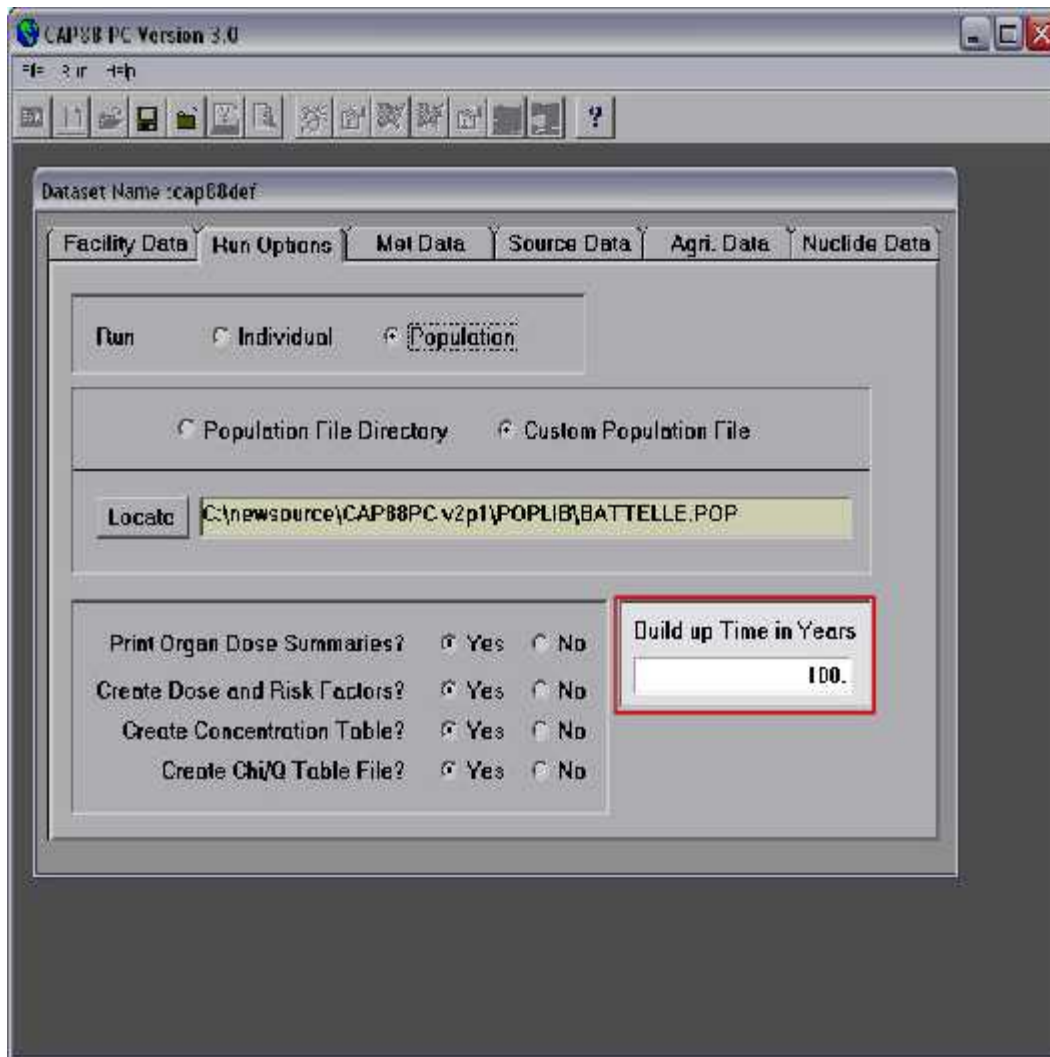 CAP88 PC Version 3.0
File Run Help
Dataset Name :cap88def
Facility Data Run Options Met Data Source Data Agri. Data Nuclide Data
Run Individual Population
Population File Directory Custom Population File
Locate C:\newsource\CAP88PC-v2p1\POPLIB\BATTELLE.POP
Print Organ Dose Summaries? Yes No
Build up Time in Years
100.
Create Dose and Risk Factors? Yes No
Create Concentration Table? Yes No
Create Chi/Q Table File? Yes No